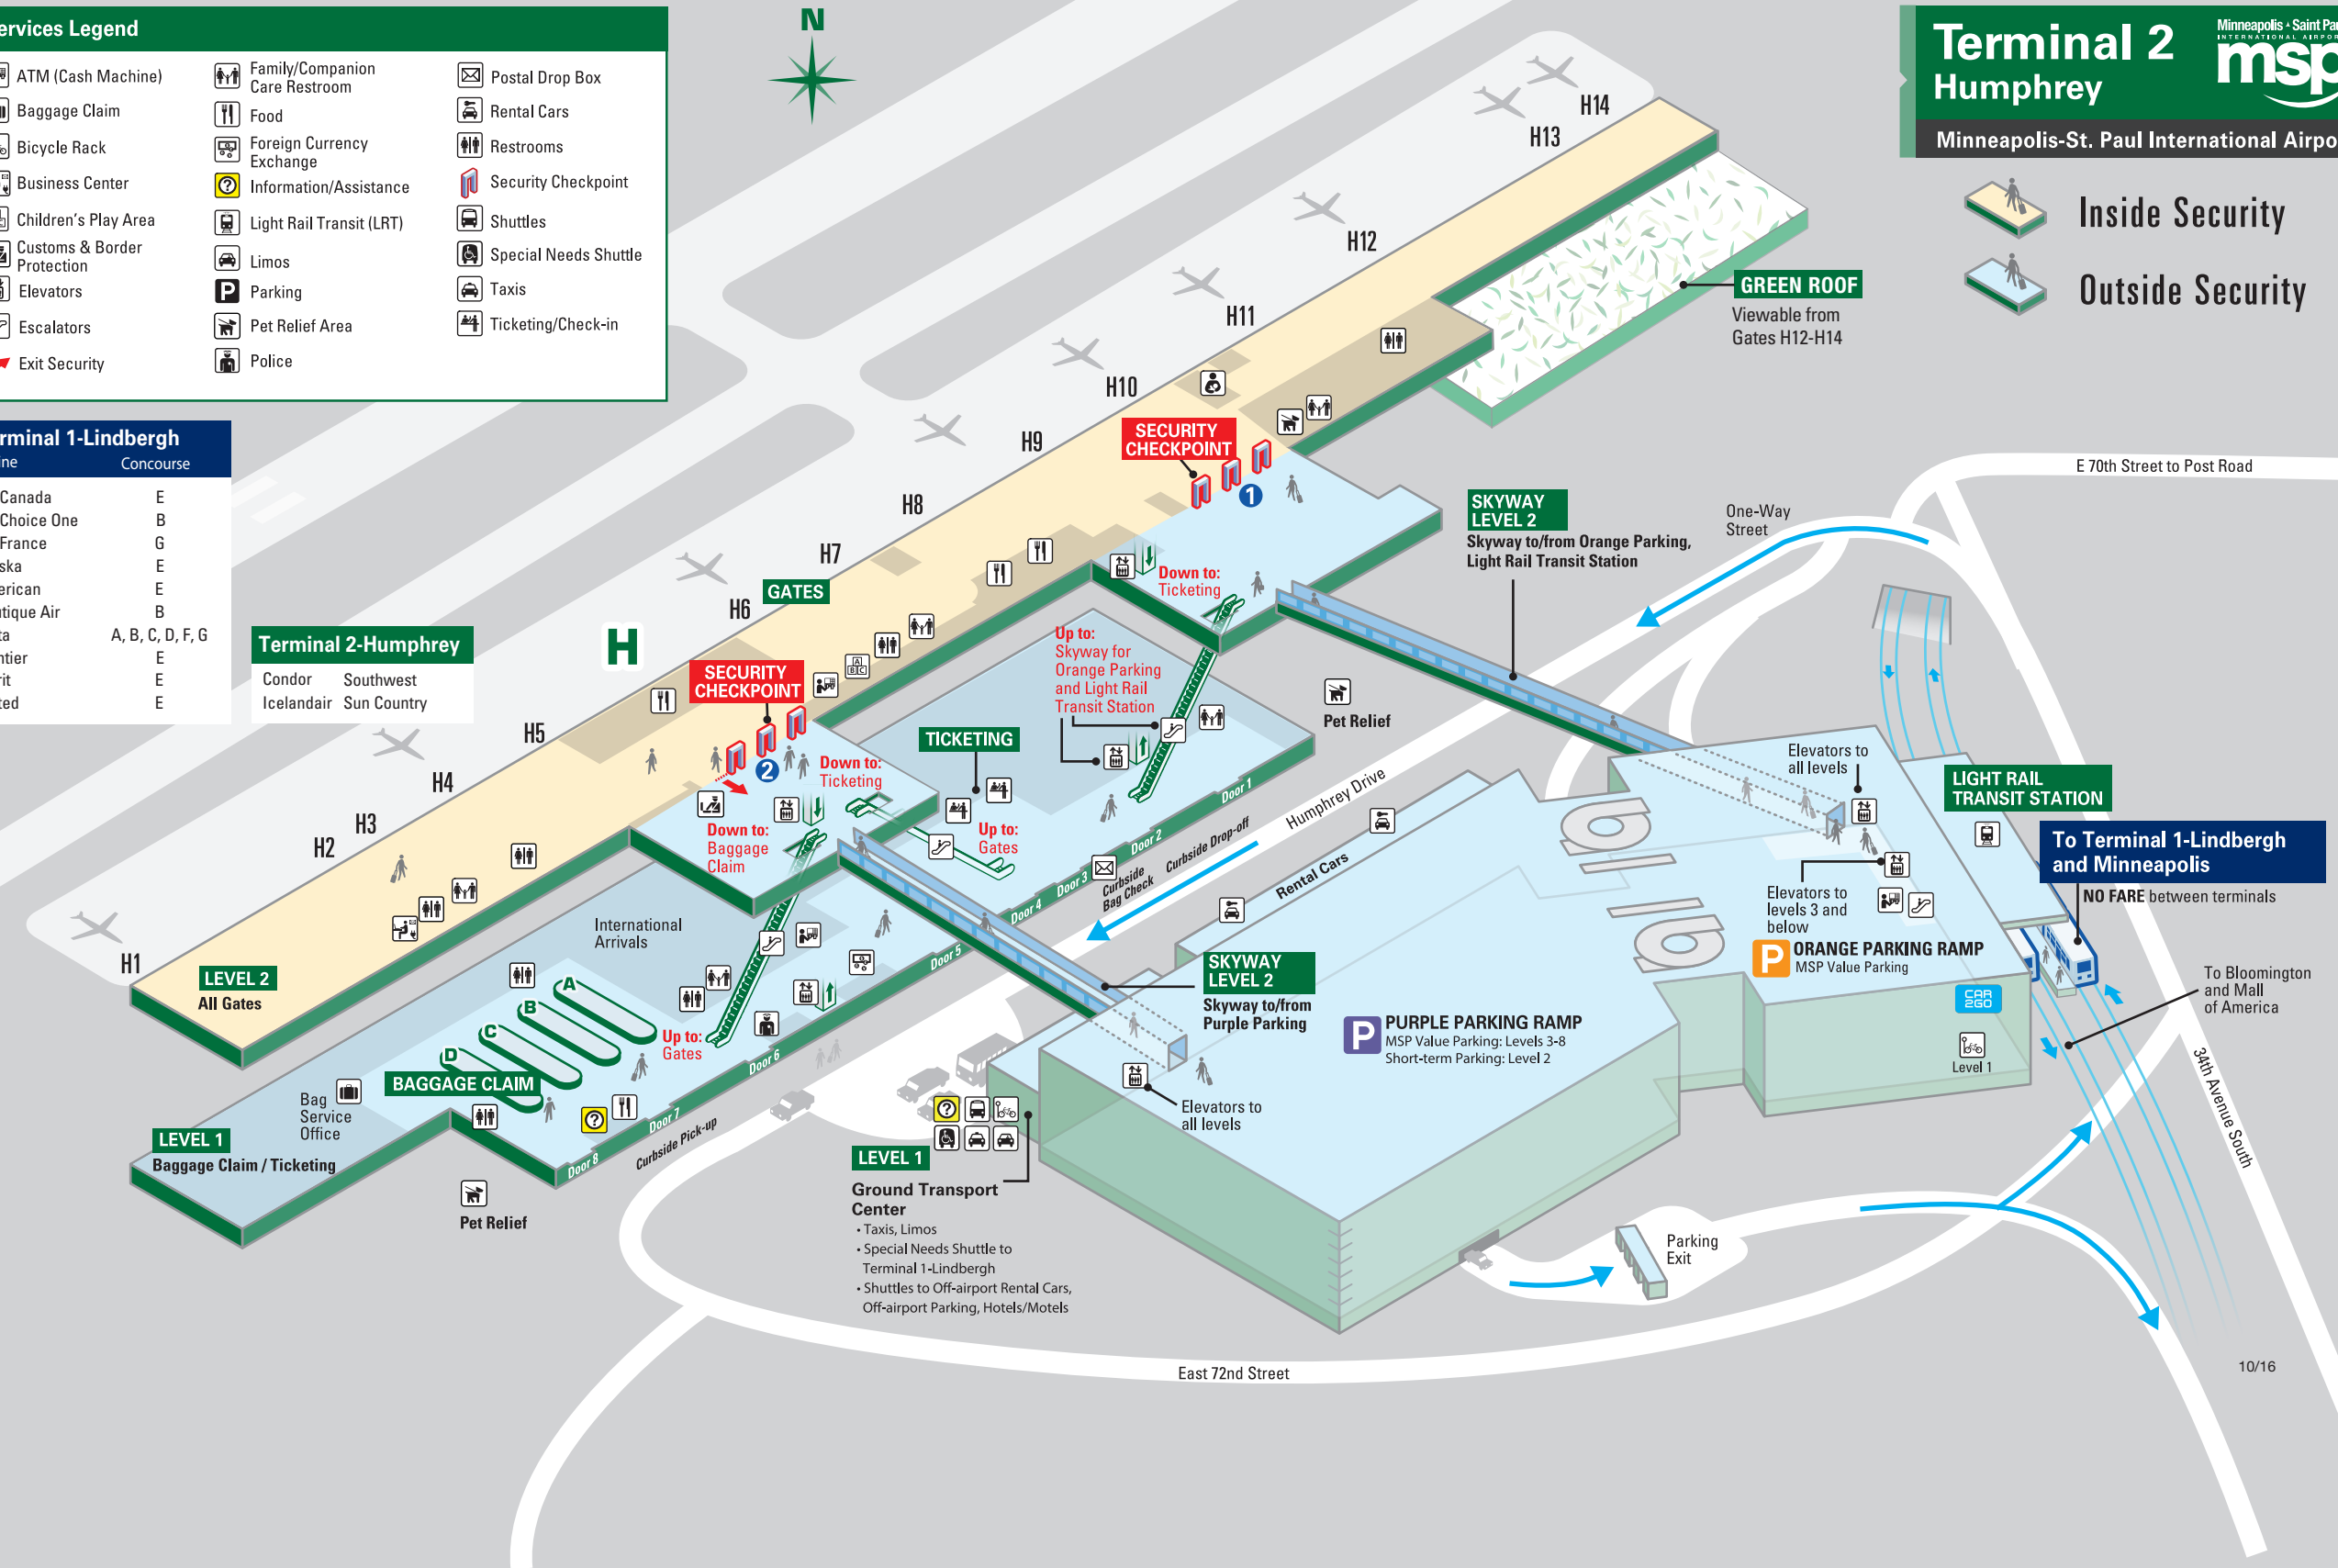 N
ervices Legend
ATM (Cash Machine)
Baggage Claim
Bicycle Rack
Business Center
Children's Play Area
Customs & Border
Protection
Elevators
Escalators
Exit Security
Family/Companion
Care Restroom
Food
Foreign Currency
Exchange
Information/Assistance
Light Rail Transit (LRT)
Limos
P Parking
Pet Relief Area
Police
Postal Drop Box
Rental Cars
Restrooms
Security Checkpoint
Shuttles
Special Needs Shuttle
Taxis
Ticketing/Check-in
Terminal 2
Humphrey
Minneapolis Saint Pau
INTERNATIONAL AIRPOR
msp
Minneapolis-St. Paul International Airpo
Inside Security
Outside Security
rminal 1-Lindbergh
ine Concourse
Canada E
Choice One B
France G
ska E
erican E
utique Air B
ta A, B, C, D, F, G
ntier E
rit E
ted E
Terminal 2-Humphrey
Condor Southwest
Icelandair Sun Country
H14
H13
H12
H11
H10
H9
H8
H7
H6
H5
H4
H3
H2
H1
GATES
H
GREEN ROOF
Viewable from
Gates H12-H14
SECURITY
CHECKPOINT
1
SECURITY
CHECKPOINT
2
A
B C
Down to:
Ticketing
Up to:
Skyway for
Orange Parking
and Light Rail
Transit Station
Down to:
Ticketing
Down to:
Baggage
Claim
TICKETING
Up to:
Gates
SKYWAY
LEVEL 2
Skyway to/from Orange Parking,
Light Rail Transit Station
One-Way
Street
E 70th Street to Post Road
Pet Relief
Humphrey Drive
Curbside Drop-off
Curbside
Bag Check
Door 1
Door 2
Door 3
Door 4
Door 5
Door 6
Door 7
Door 8
Curbside Pick-up
Rental Cars
Elevators to
all levels
LIGHT RAIL
TRANSIT STATION
To Terminal 1-Lindbergh
and Minneapolis
NO FARE between terminals
Elevators to
levels 3 and
below
P ORANGE PARKING RAMP
MSP Value Parking
CAR
2GO
Level 1
To Bloomington
and Mall
of America
34th Avenue South
International
Arrivals
LEVEL 2
All Gates
A
B
C
D
BAGGAGE CLAIM
Up to:
Gates
Bag
Service
Office
LEVEL 1
Baggage Claim / Ticketing
Pet Relief
SKYWAY
LEVEL 2
Skyway to/from
Purple Parking
P PURPLE PARKING RAMP
MSP Value Parking: Levels 3-8
Short-term Parking: Level 2
Elevators to
all levels
LEVEL 1
Ground Transport
Center
• Taxis, Limos
• Special Needs Shuttle to
Terminal 1-Lindbergh
• Shuttles to Off-airport Rental Cars,
Off-airport Parking, Hotels/Motels
Parking
Exit
East 72nd Street
10/16